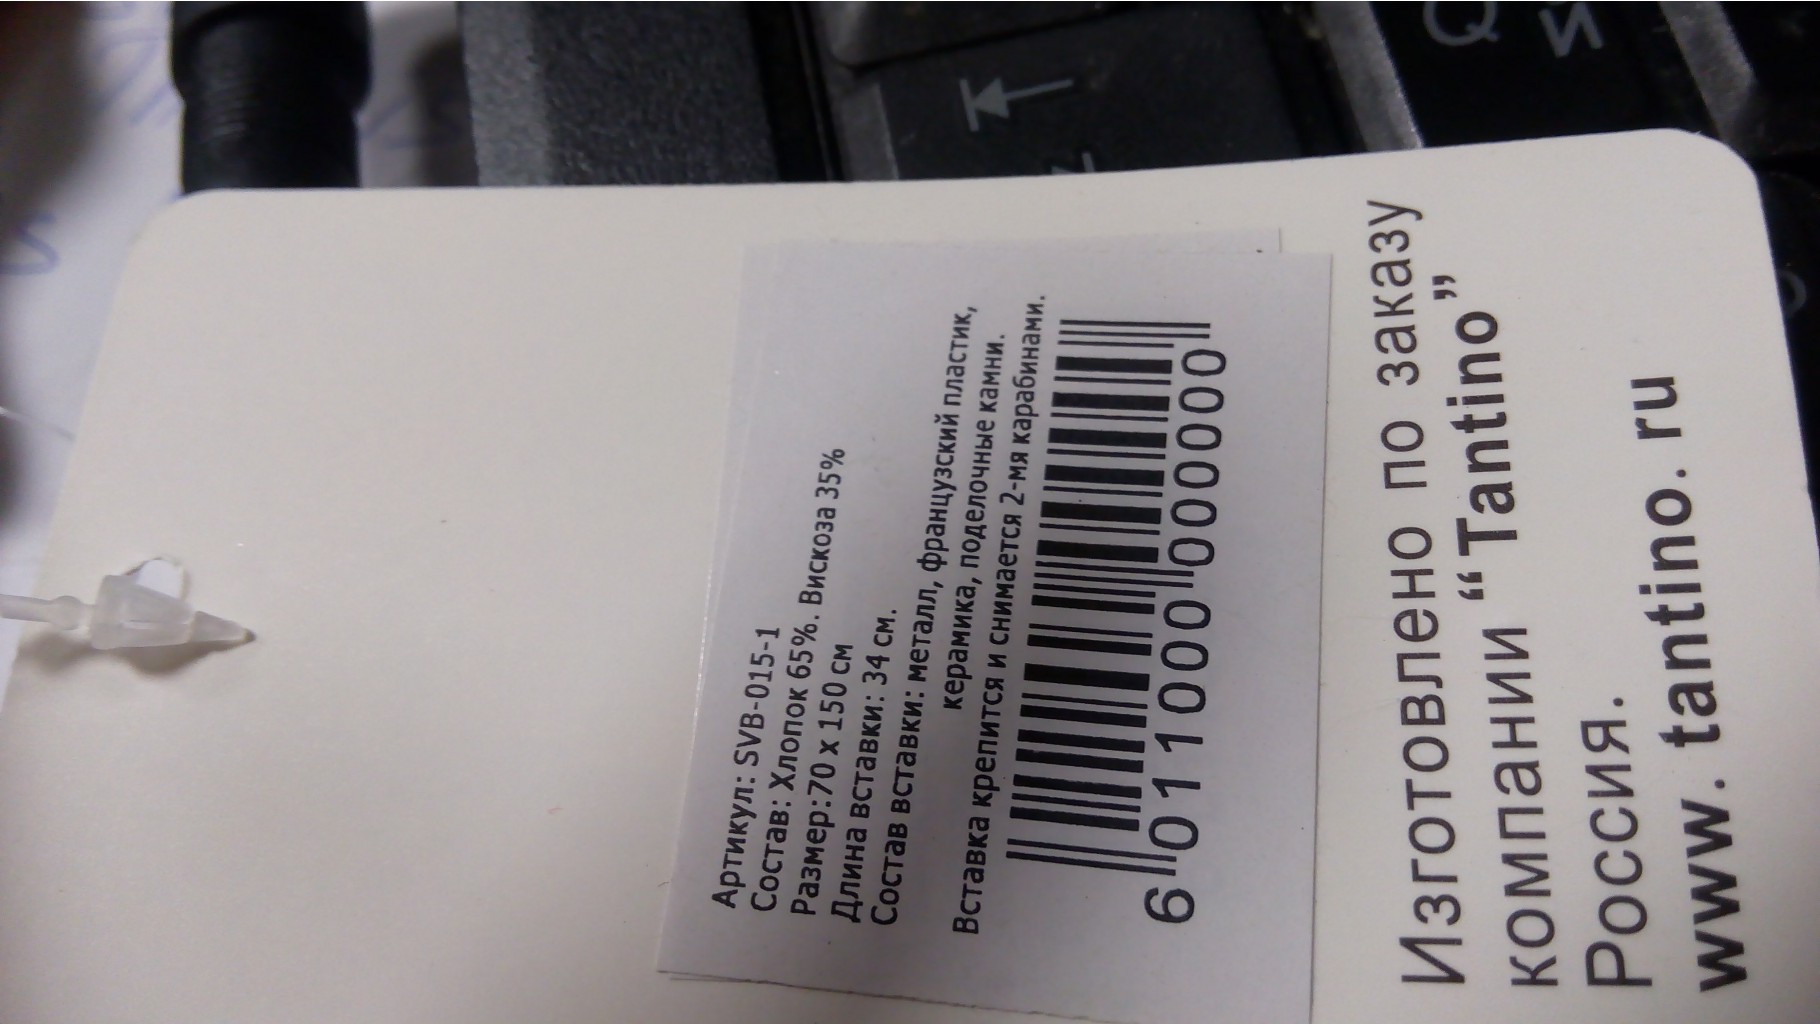 Артикул: SVB-015-1
Состав: Хлопок 65%. Вискоза 35%
Размер:70 х 150 см
Длина вставки: 34 см.
Состав вставки: металл, французский пластик,
керамика, поделочные камни.
Вставка крепится и снимается 2-мя карабинами.
6 011000 000000
Изготовлено по заказу
компании “Tantino”
Россия.
www. tantino. ru
Q
Й